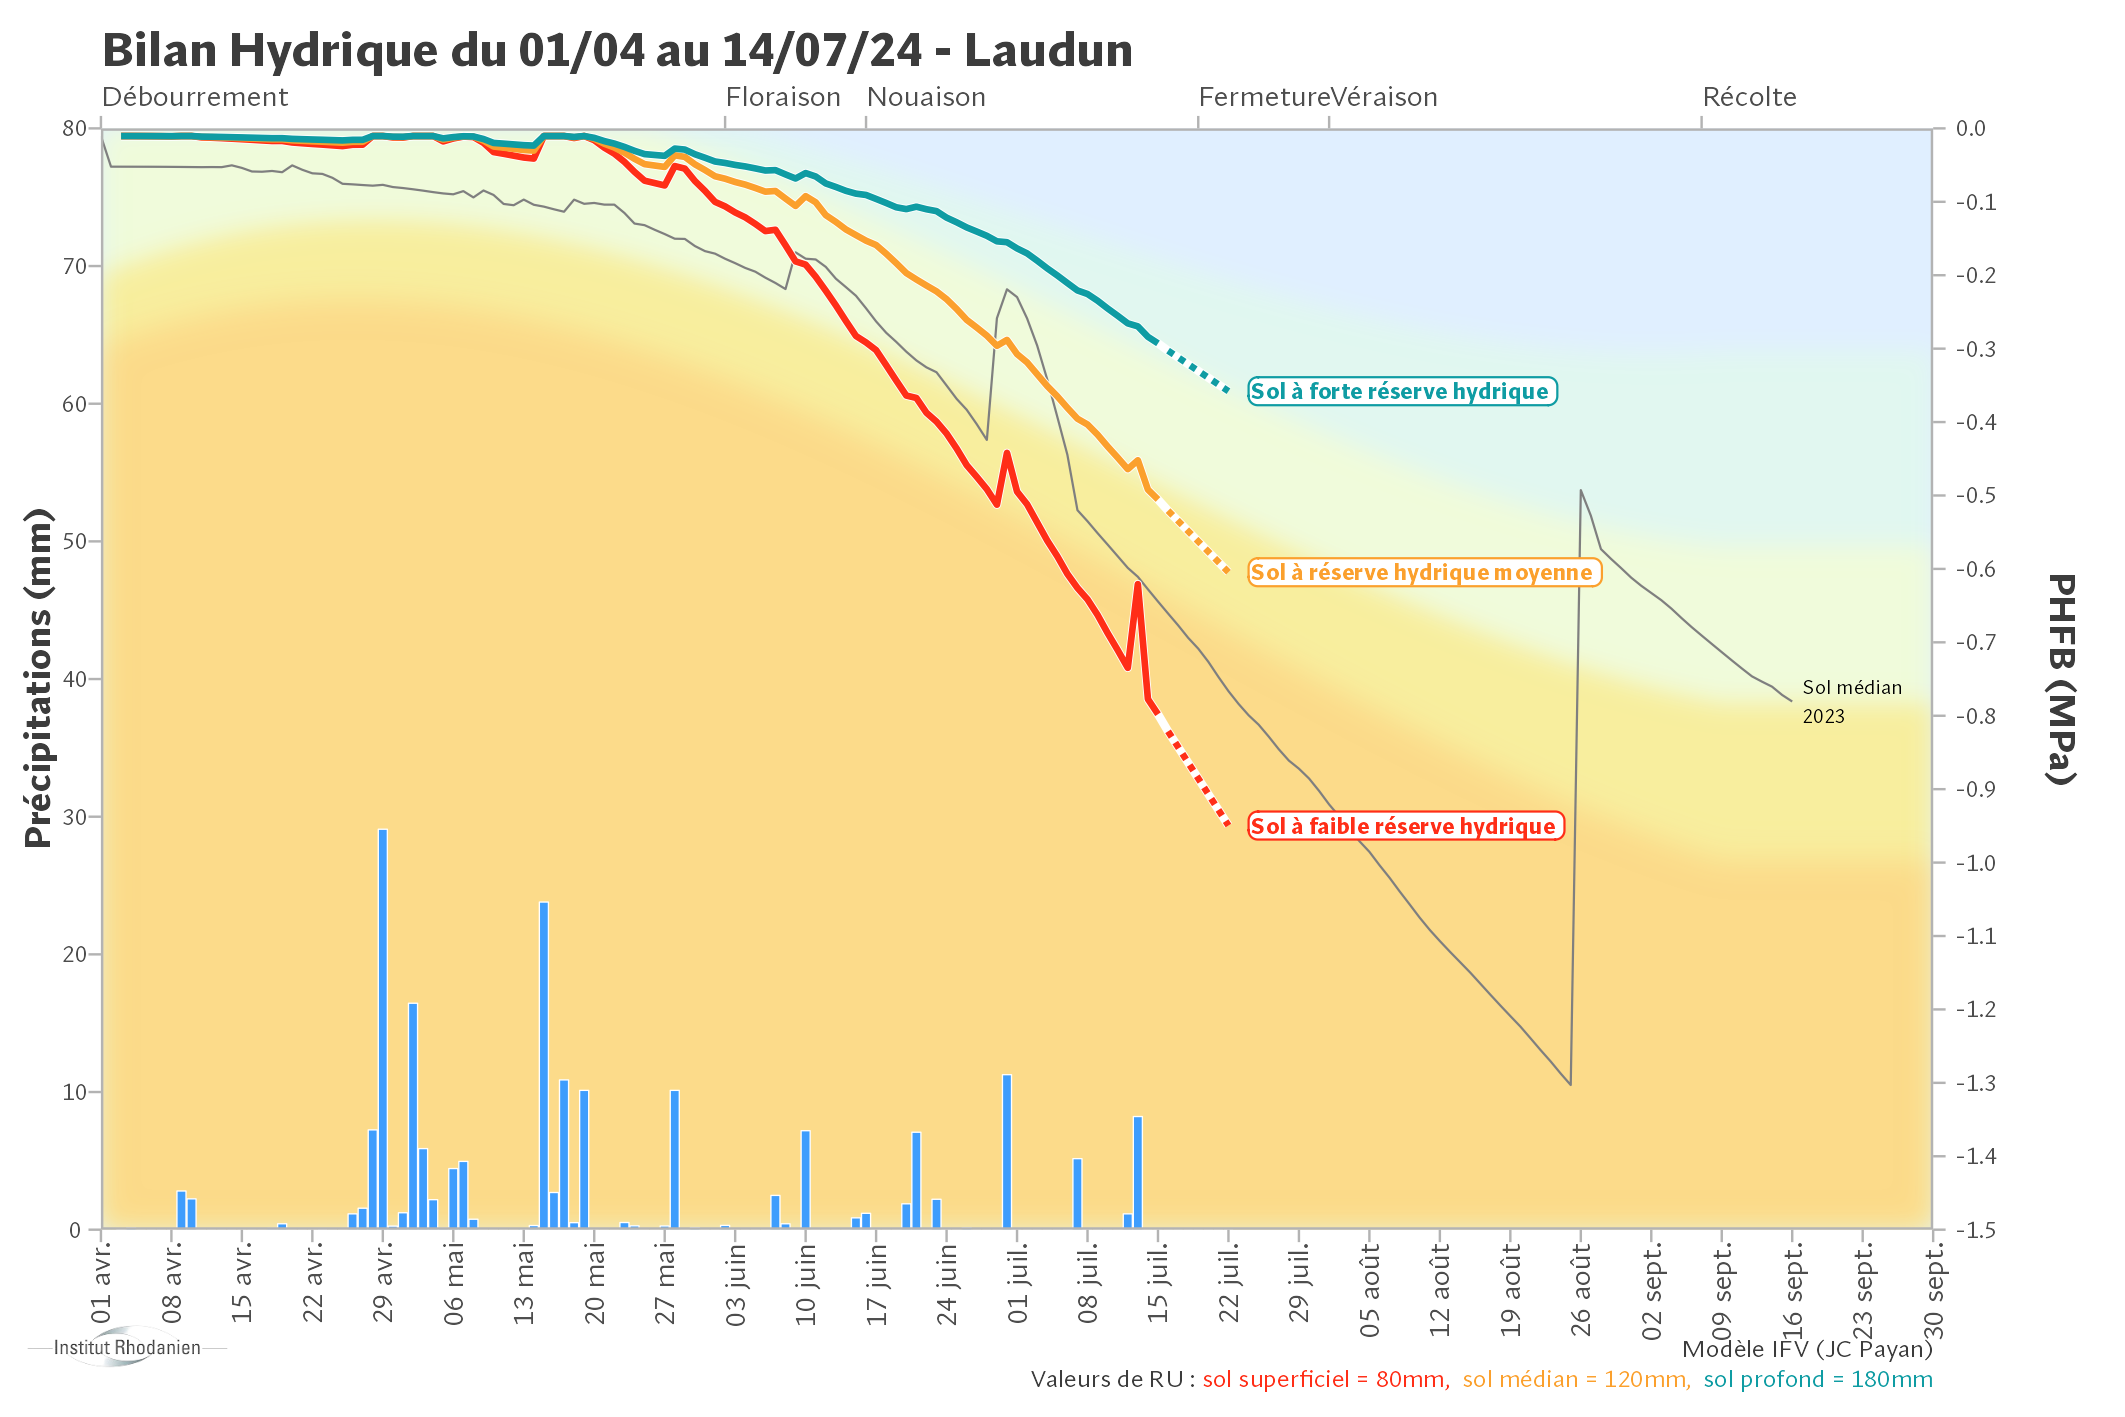 Bilan Hydrique du 01/04 au 14/07/24 - Laudun
Débourrement Floraison Nouaison Fermeture Véraison Récolte
Précipitations (mm)
80
70
60
50
40
30
20
10
0
0.0
-0.1
-0.2
-0.3
-0.4
-0.5
-0.6
-0.7
-0.8
-0.9
-1.0
-1.1
-1.2
-1.3
-1.4
-1.5
PHFB (MPa)
Sol à forte réserve hydrique
Sol à réserve hydrique moyenne
Sol médian
2023
Sol à faible réserve hydrique
01 avr. 08 avr. 15 avr. 22 avr. 29 avr. 06 mai 13 mai 20 mai 27 mai 03 juin 10 juin 17 juin 24 juin 01 juil. 08 juil. 15 juil. 22 juil. 29 juil. 05 août 12 août 19 août 26 août 02 sept. 09 sept. 16 sept. 23 sept. 30 sept.
Institut Rhodanien
Modèle IFV (JC Payan)
Valeurs de RU : sol superficiel = 80mm, sol médian = 120mm, sol profond = 180mm